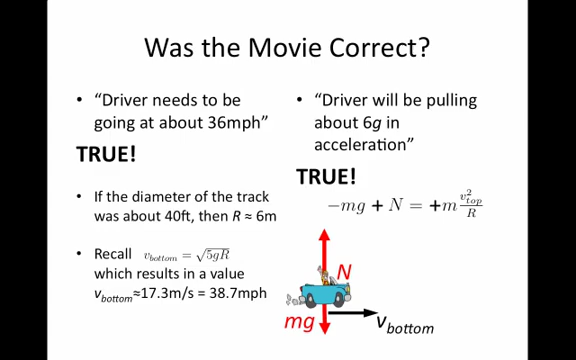 Was the Movie Correct?
• “Driver needs to be
going at about 36mph”
TRUE!
• If the diameter of the track
was about 40ft, then R ≈ 6m
• Recall v_bottom = √5gR
which results in a value
v_bottom≈17.3m/s = 38.7mph
• “Driver will be pulling
about 6g in
acceleration”
TRUE!
−mg + N = +m v²_top/R
N
mg
v_bottom